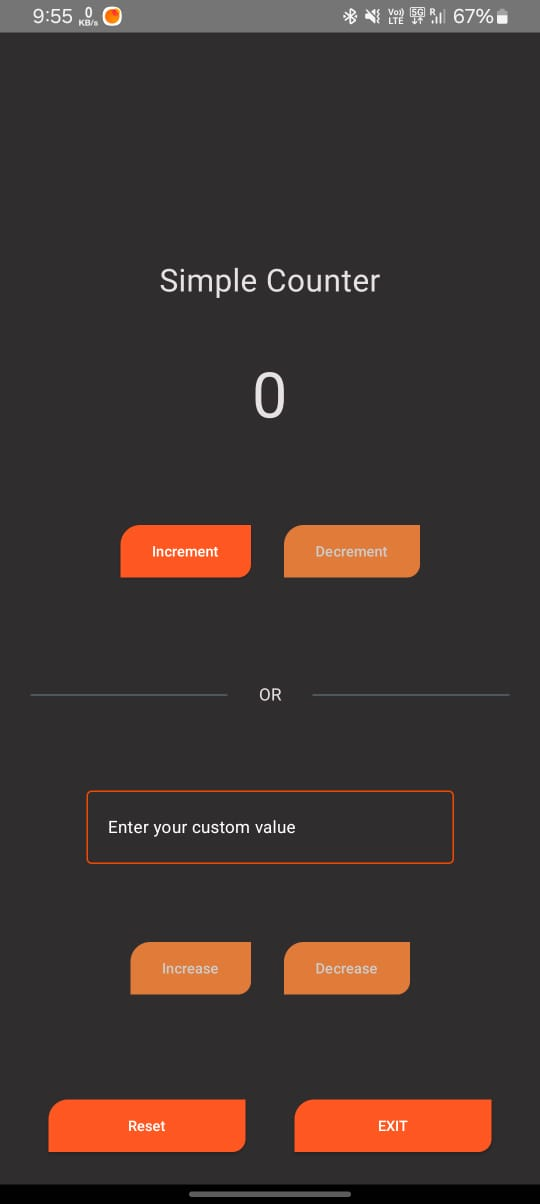 9:55 0 KB/s Vo)) LTE 5G R 67%
Simple Counter
0
Increment Decrement
OR
Enter your custom value
Increase Decrease
Reset EXIT